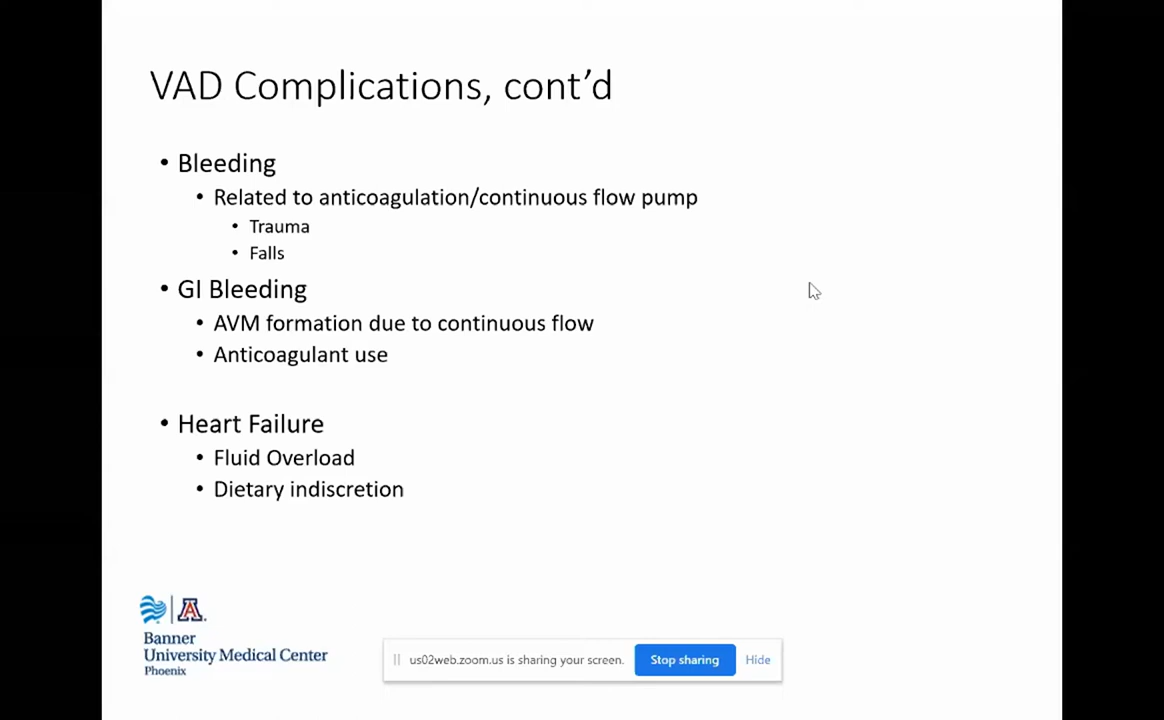 VAD Complications, cont’d
• Bleeding
• Related to anticoagulation/continuous flow pump
• Trauma
• Falls
• GI Bleeding
• AVM formation due to continuous flow
• Anticoagulant use
• Heart Failure
• Fluid Overload
• Dietary indiscretion
A
Banner
University Medical Center
Phoenix
us02web.zoom.us is sharing your screen. Stop sharing Hide